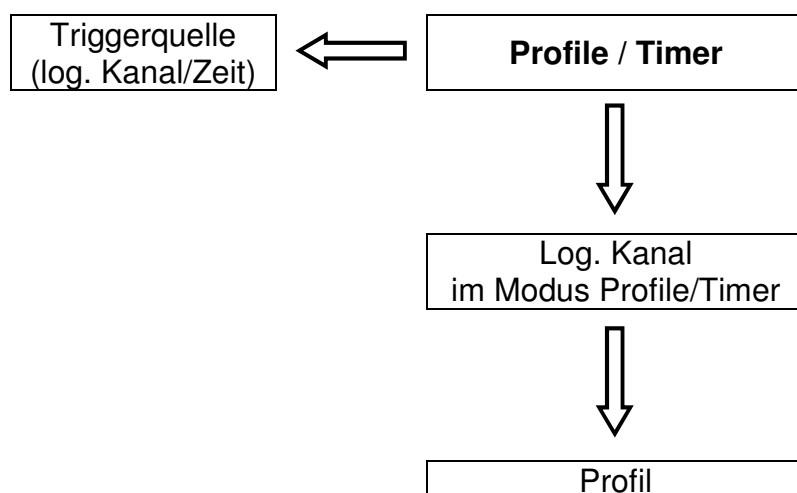 Triggerquelle
(log. Kanal/Zeit)
Profile / Timer
Log. Kanal
im Modus Profile/Timer
Profil